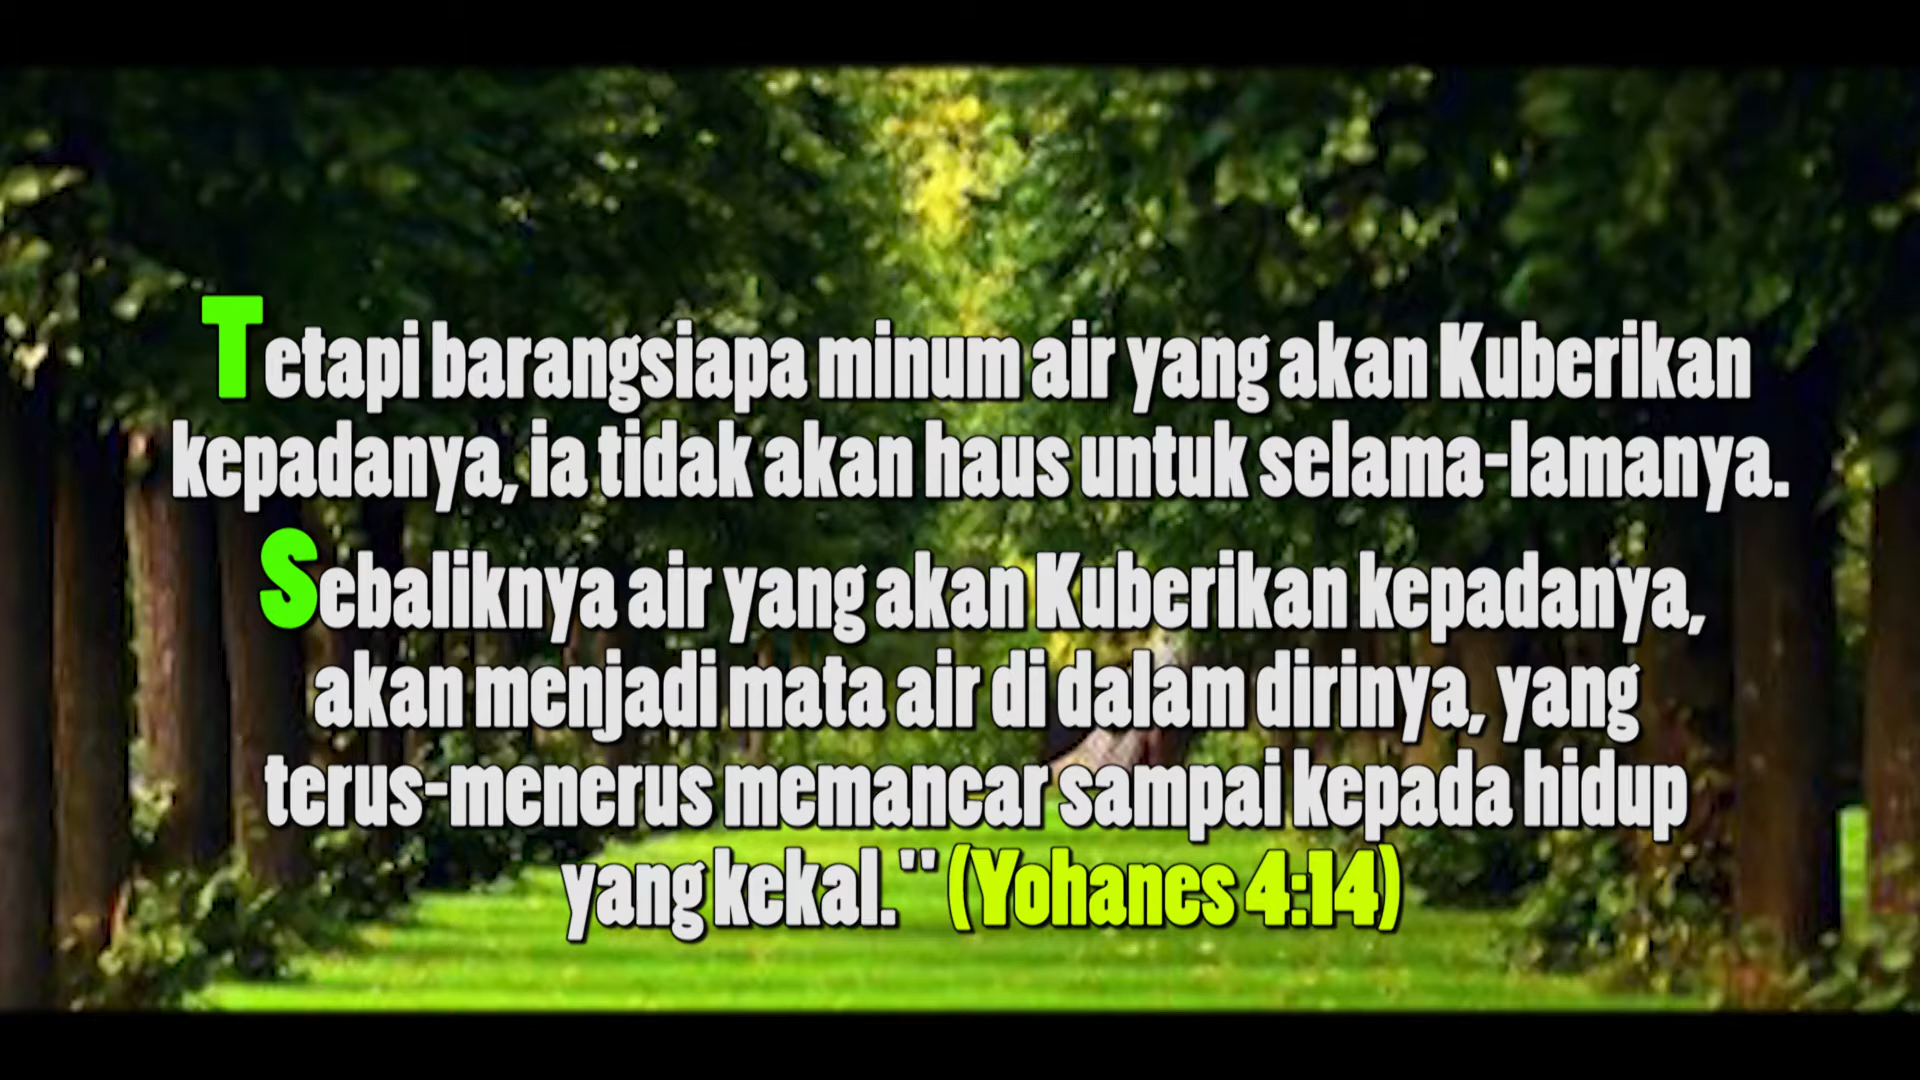 Tetapi barangsiapa minum air yang akan Kuberikan
kepadanya, ia tidak akan haus untuk selama-lamanya.
Sebaliknya air yang akan Kuberikan kepadanya,
akan menjadi mata air di dalam dirinya, yang
terus-menerus memancar sampai kepada hidup
yang kekal." (Yohanes 4:14)